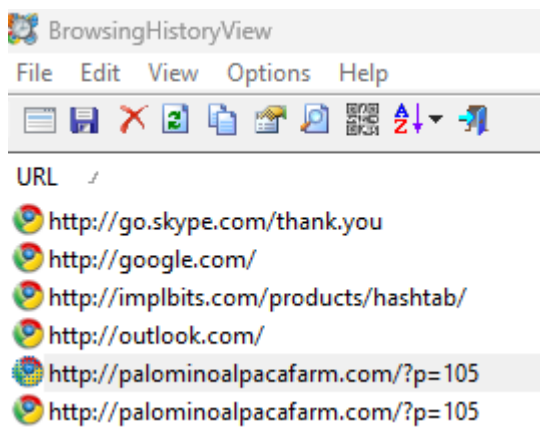 BrowsingHistoryView
File Edit View Options Help
URL
http://go.skype.com/thank.you
http://google.com/
http://implbits.com/products/hashtab/
http://outlook.com/
http://palominoalpacafarm.com/?p=105
http://palominoalpacafarm.com/?p=105